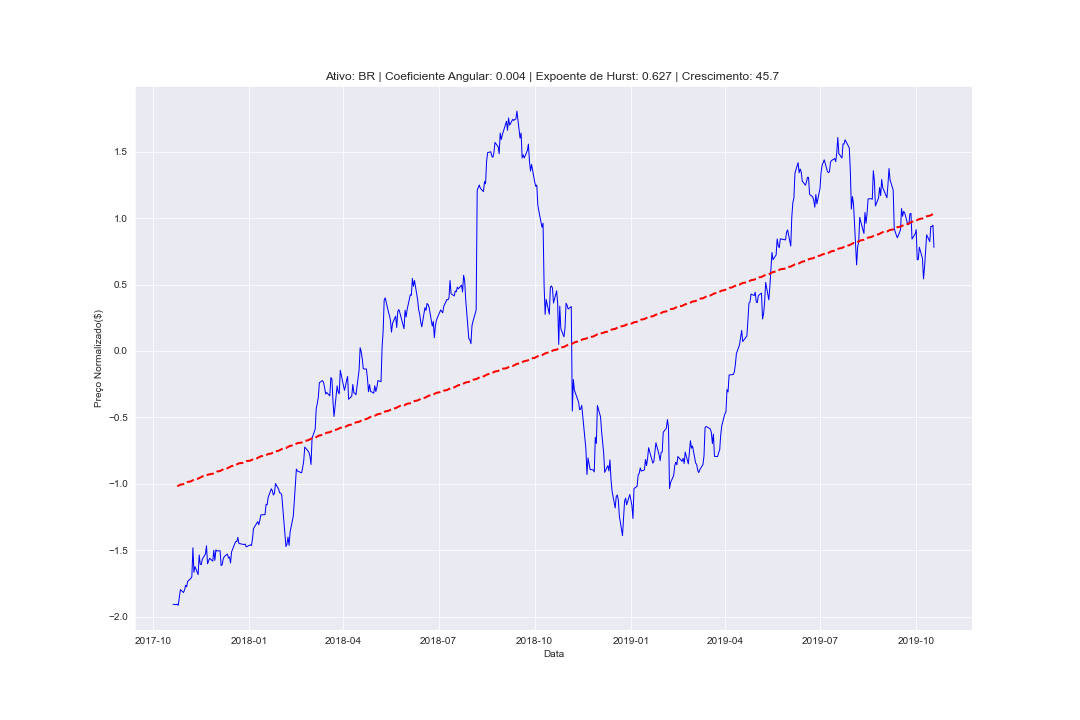 Ativo: BR | Coeficiente Angular: 0.004 | Expoente de Hurst: 0.627 | Crescimento: 45.7
Preço Normalizado($)
1.5
1.0
0.5
0.0
−0.5
−1.0
−1.5
−2.0
2017-10 2018-01 2018-04 2018-07 2018-10 2019-01 2019-04 2019-07 2019-10
Data